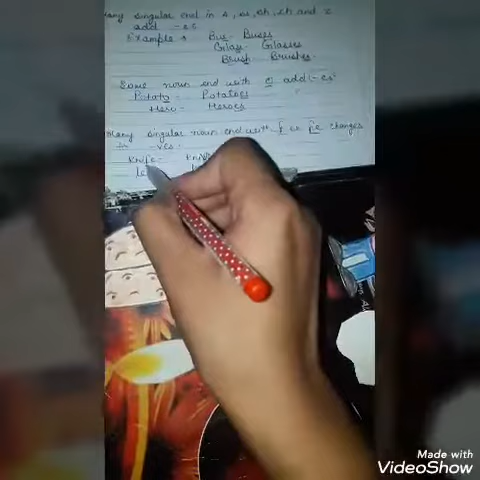 any singular end in s, ss, sh, ch and z
add -es
Example → Bus - Buses
Glass - Glasses
Brush Brushes
Some noun end with o add (-es)
Potato - Potatoes
Hero - Heroes
Many singular noun end with f or fe changes
in -ves.
Knife -
Made with
VideoShow